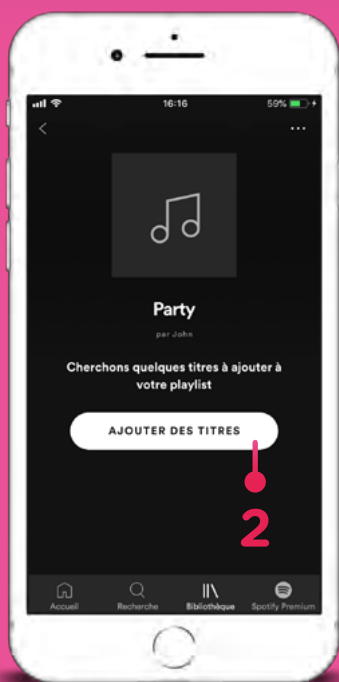 16:16
59%
Party
par John
Cherchons quelques titres à ajouter à
votre playlist
AJOUTER DES TITRES
2
Accueil Recherche Bibliothèque Spotify Premium